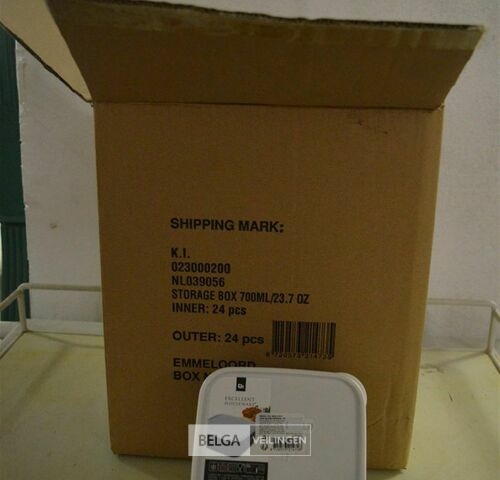 SHIPPING MARK:
K.I.
023000200
NL039056
STORAGE BOX 700ML/23.7 OZ
INNER: 24 pcs
OUTER: 24 pcs
EMMELOORD
BOX
EXCELLENT
HOUSEWARE
BELGA VEILINGEN